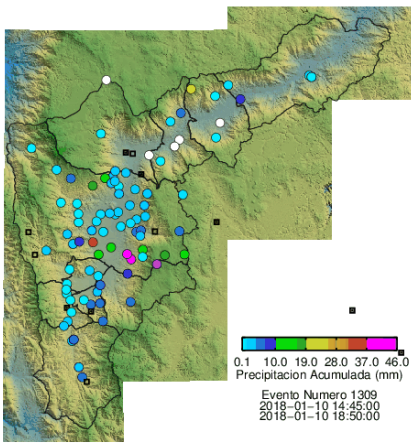 0.1 10.0 19.0 28.0 37.0 46.0
Precipitacion Acumulada (mm)
Evento Numero 1309
2018-01-10 14:45:00
2018-01-10 18:50:00